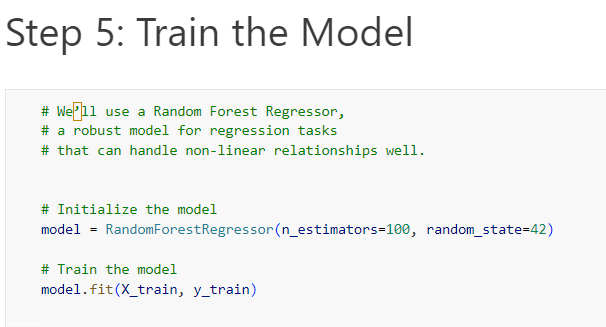 Step 5: Train the Model
# We’ll use a Random Forest Regressor,
# a robust model for regression tasks
# that can handle non-linear relationships well.
# Initialize the model
model = RandomForestRegressor(n_estimators=100, random_state=42)
# Train the model
model.fit(X_train, y_train)